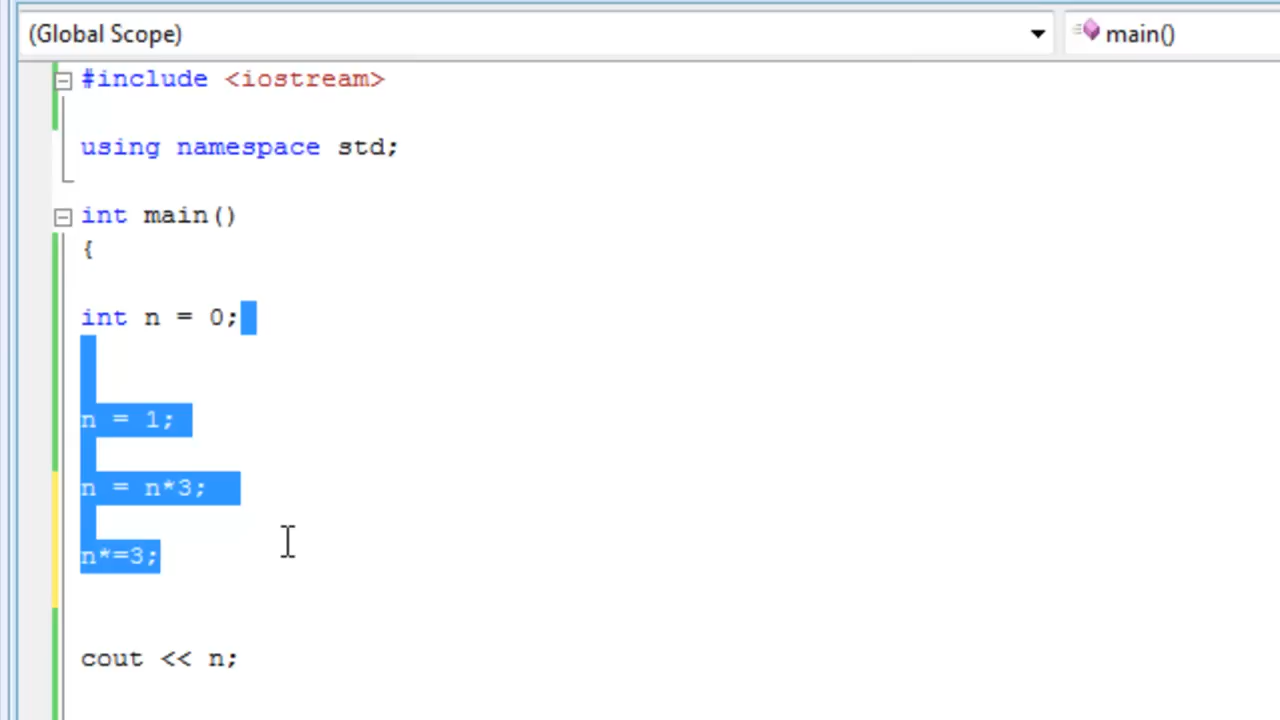 (Global Scope)
main()
#include <iostream>
using namespace std;
int main()
{
int n = 0;
n = 1;
n = n*3;
n*=3;
cout << n;